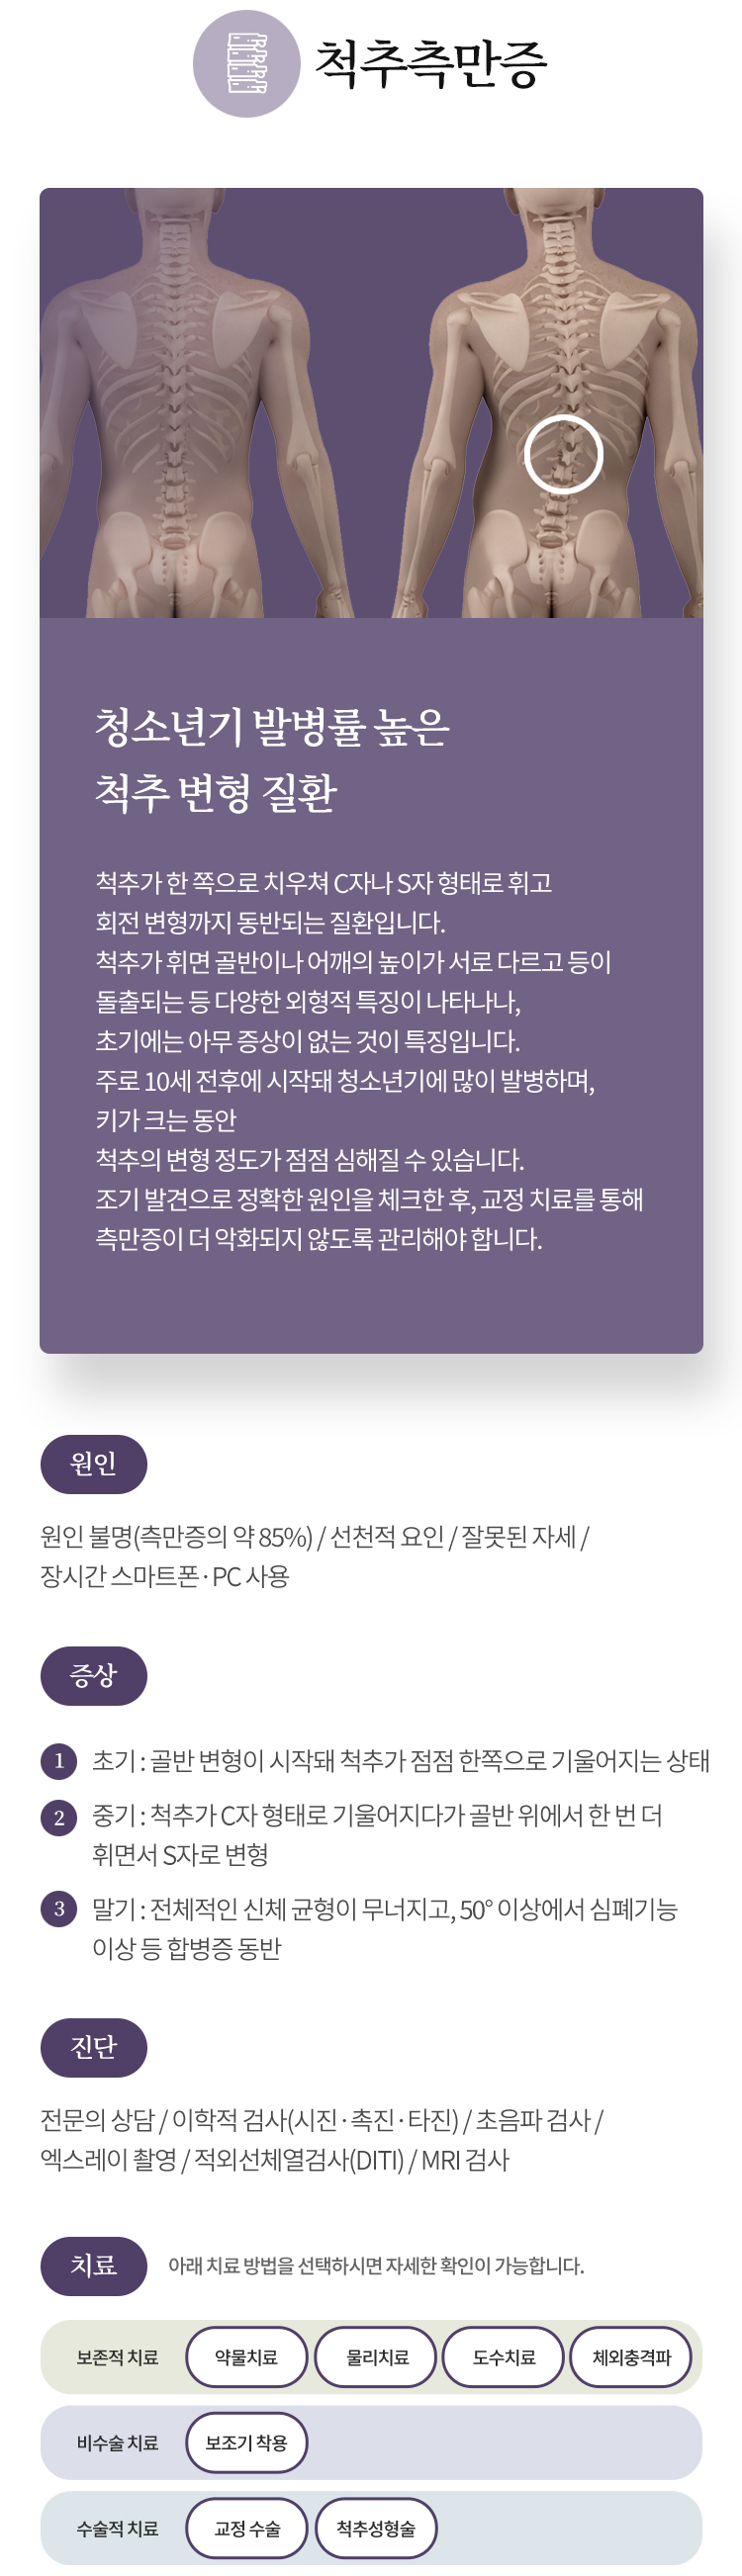 척추측만증
청소년기 발병률 높은
척추 변형 질환
척추가 한 쪽으로 치우쳐 C자나 S자 형태로 휘고
회전 변형까지 동반되는 질환입니다.
척추가 휘면 골반이나 어깨의 높이가 서로 다르고 등이
돌출되는 등 다양한 외형적 특징이 나타나나,
초기에는 아무 증상이 없는 것이 특징입니다.
주로 10세 전후에 시작돼 청소년기에 많이 발병하며,
키가 크는 동안
척추의 변형 정도가 점점 심해질 수 있습니다.
조기 발견으로 정확한 원인을 체크한 후, 교정 치료를 통해
측만증이 더 악화되지 않도록 관리해야 합니다.
원인
원인 불명(측만증의 약 85%) / 선천적 요인 / 잘못된 자세 /
장시간 스마트폰·PC 사용
증상
1 초기 : 골반 변형이 시작돼 척추가 점점 한쪽으로 기울어지는 상태
2 중기 : 척추가 C자 형태로 기울어지다가 골반 위에서 한 번 더
휘면서 S자로 변형
3 말기 : 전체적인 신체 균형이 무너지고, 50° 이상에서 심폐기능
이상 등 합병증 동반
진단
전문의 상담 / 이학적 검사(시진·촉진·타진) / 초음파 검사 /
엑스레이 촬영 / 적외선체열검사(DITI) / MRI 검사
치료 아래 치료 방법을 선택하시면 자세한 확인이 가능합니다.
보존적 치료 약물치료 물리치료 도수치료 체외충격파
비수술 치료 보조기 착용
수술적 치료 교정 수술 척추성형술